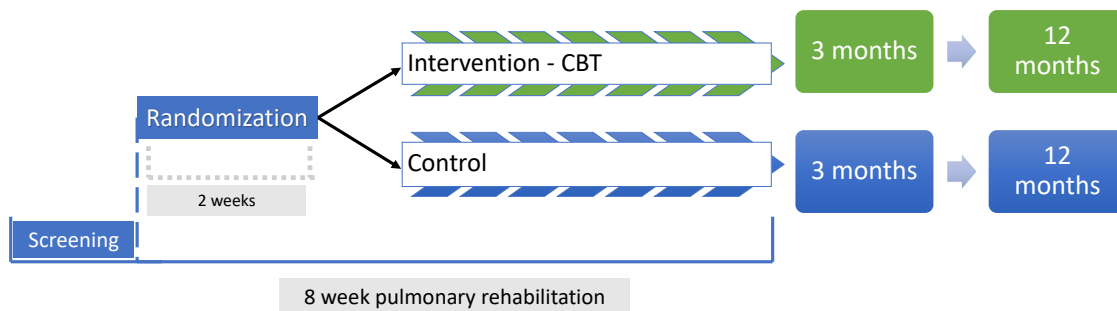 Intervention - CBT
3 months
12
months
Randomization
Control
3 months
12
months
2 weeks
Screening
8 week pulmonary rehabilitation